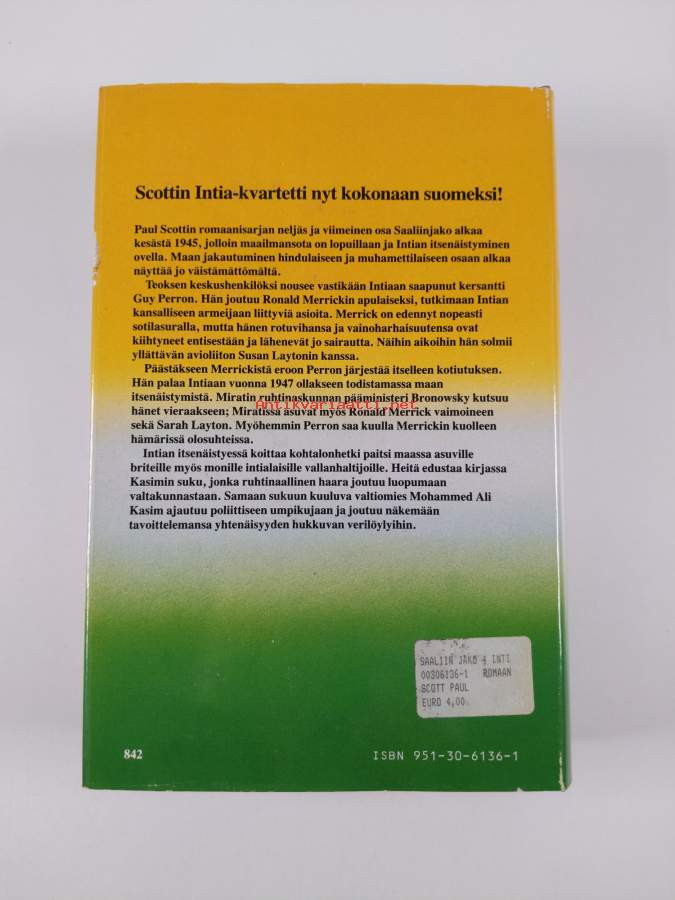 Scottin Intia-kvartetti nyt kokonaan suomeksi!
Paul Scottin romaanisarjan neljäs ja viimeinen osa Saaliinjako alkaa
kesästä 1945, jolloin maailmansota on lopuillaan ja Intian itsenäistyminen
ovella. Maan jakautuminen hindulaiseen ja muhamettilaiseen osaan alkaa
näyttää jo väistämättömältä.
Teoksen keskushenkilöksi nousee vastikään Intiaan saapunut kersantti
Guy Perron. Hän joutuu Ronald Merrickin apulaiseksi, tutkimaan Intian
kansalliseen armeijaan liittyviä asioita. Merrick on edennyt nopeasti
sotilasuralla, mutta hänen rotuvihansa ja vainoharhaisuutensa ovat
kiihtyneet entisestään ja lähenevät jo sairautta. Näihin aikoihin hän solmii
yllättävän avioliiton Susan Laytonin kanssa.
Päästäkseen Merrickistä eroon Perron järjestää itselleen kotiutuksen.
Hän palaa Intiaan vuonna 1947 ollakseen todistamassa maan
itsenäistymistä. Miratin ruhtinaskunnan pääministeri Bronowsky kutsuu
hänet vieraakseen; Miratissa asuvat myös Ronald Merrick vaimoineen
sekä Sarah Layton. Myöhemmin Perron saa kuulla Merrickin kuolleen
hämärissä olosuhteissa.
Intian itsenäistyessä koittaa kohtalonhetki paitsi maassa asuville
briteille myös monille intialaisille vallanhaltijoille. Heitä edustaa kirjassa
Kasimin suku, jonka ruhtinaallinen haara joutuu luopumaan
valtakunnastaan. Samaan sukuun kuuluva valtiomies Mohammed Ali
Kasim ajautuu poliittiseen umpikujaan ja joutuu näkemään
tavoittelemansa yhtenäisyyden hukkuvan verilöylyihin.
Antikvariaatti.net
SAALIIN JAKO 4 INTI
00306136-1 ROMAAN
SCOTT PAUL
EURO 4,00
842
ISBN 951-30-6136-1